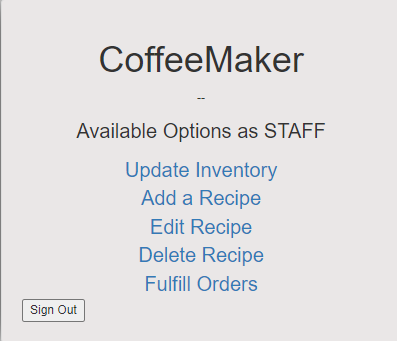 CoffeeMaker
--
Available Options as STAFF
Update Inventory
Add a Recipe
Edit Recipe
Delete Recipe
Fulfill Orders
Sign Out